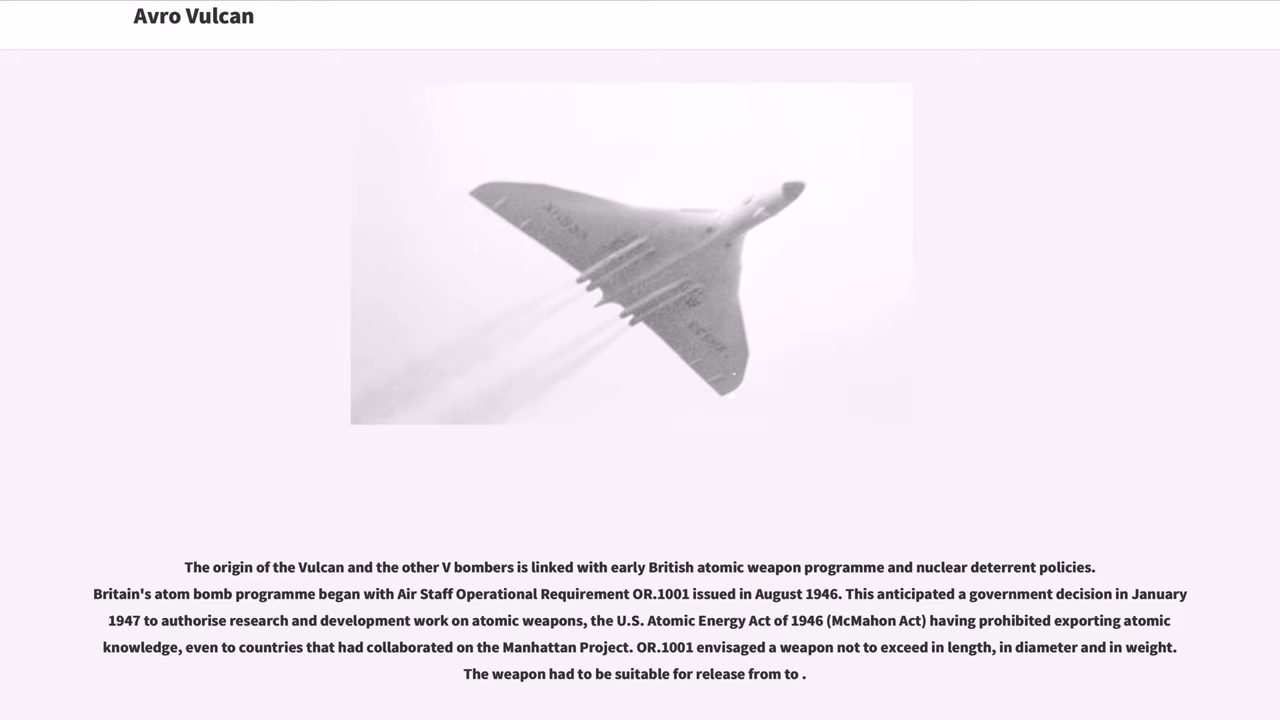 Avro Vulcan
The origin of the Vulcan and the other V bombers is linked with early British atomic weapon programme and nuclear deterrent policies.
Britain's atom bomb programme began with Air Staff Operational Requirement OR.1001 issued in August 1946. This anticipated a government decision in January
1947 to authorise research and development work on atomic weapons, the U.S. Atomic Energy Act of 1946 (McMahon Act) having prohibited exporting atomic
knowledge, even to countries that had collaborated on the Manhattan Project. OR.1001 envisaged a weapon not to exceed in length, in diameter and in weight.
The weapon had to be suitable for release from to .